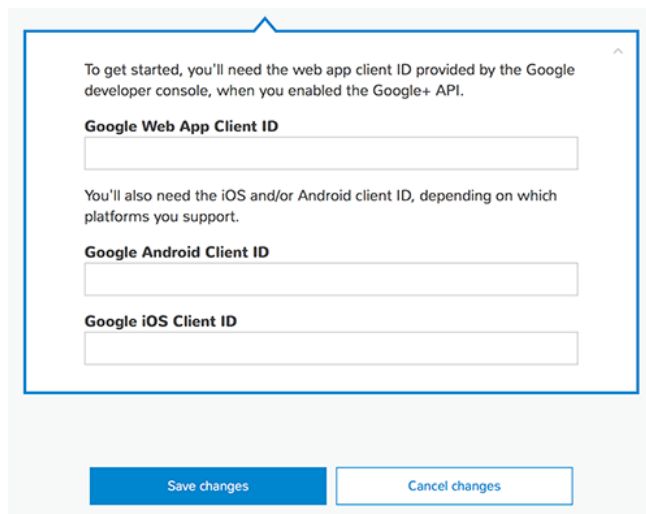 To get started, you'll need the web app client ID provided by the Google
developer console, when you enabled the Google+ API.
Google Web App Client ID
You'll also need the iOS and/or Android client ID, depending on which
platforms you support.
Google Android Client ID
Google iOS Client ID
Save changes
Cancel changes